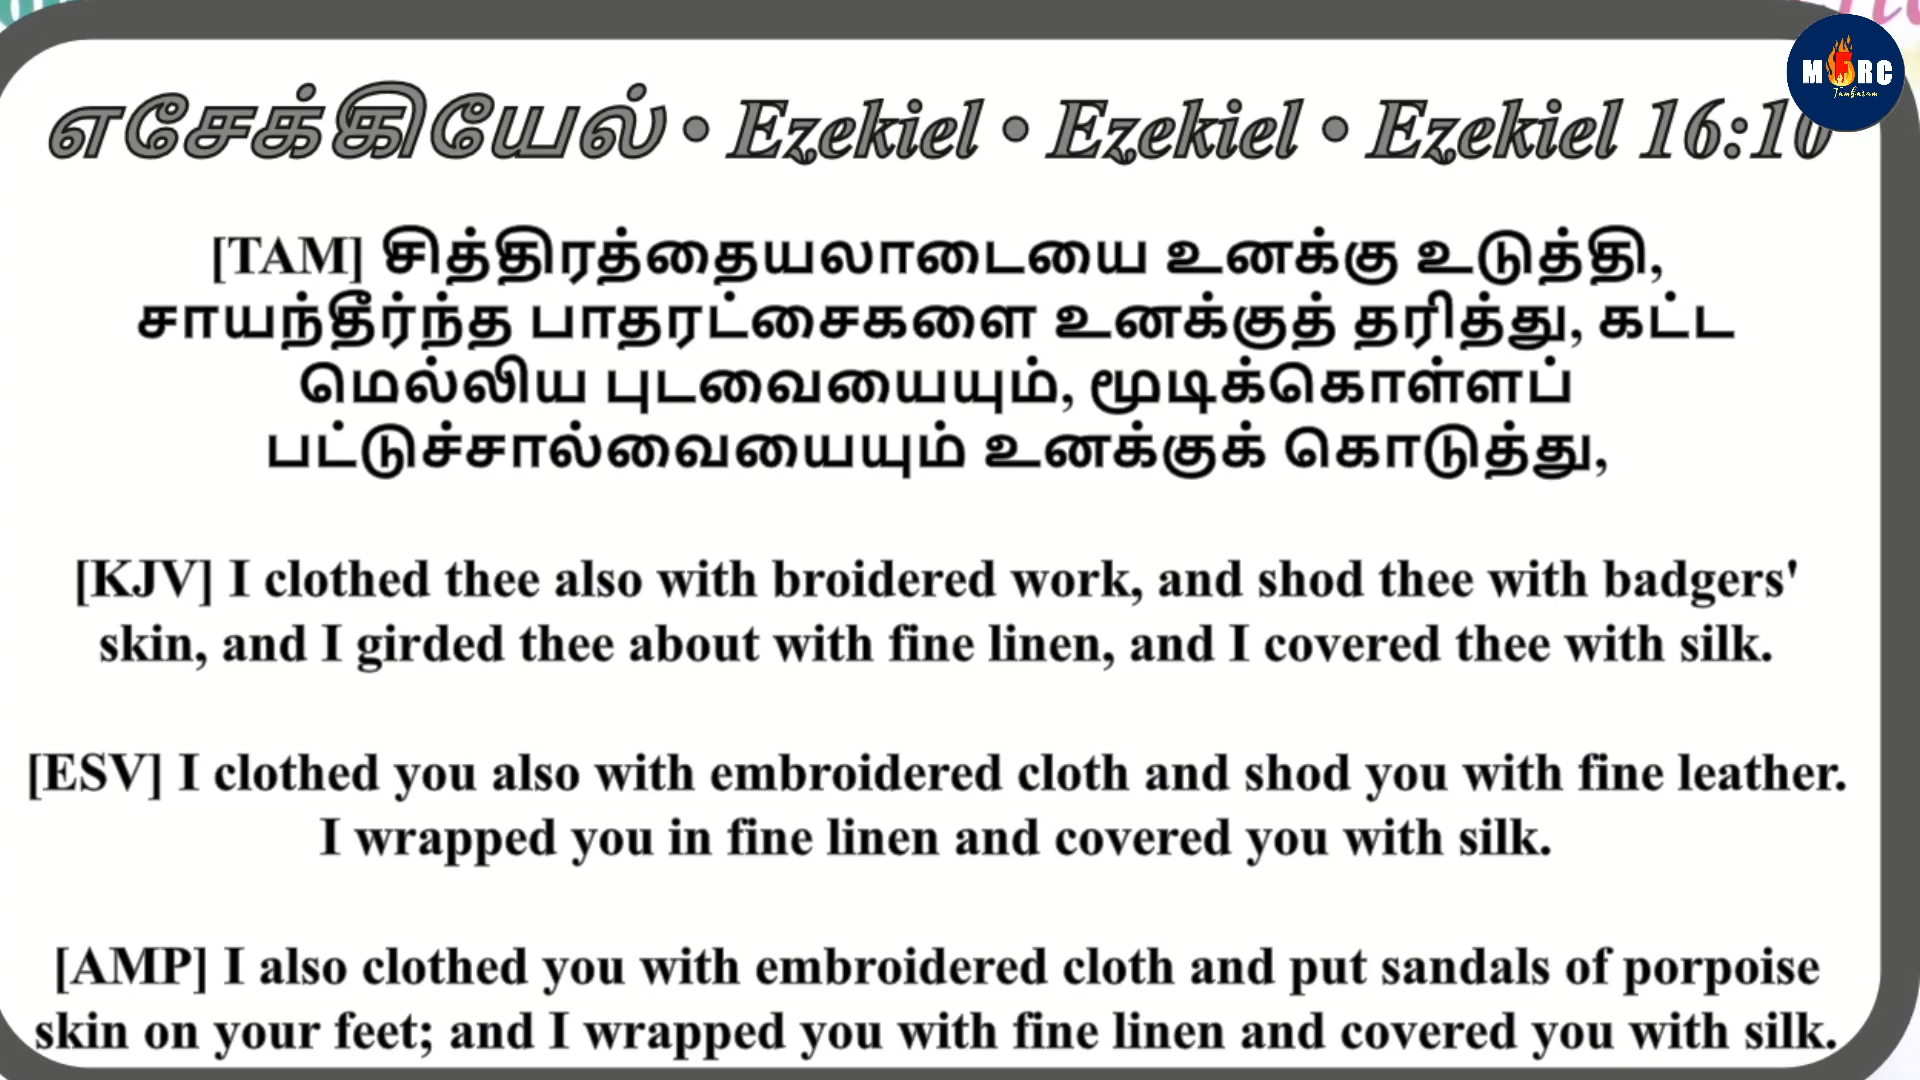 எசேக்கியேல் • Ezekiel • Ezekiel • Ezekiel 16:10
MFRC
Tambaram
[TAM] சித்திரத்தையலாடையை உனக்கு உடுத்தி,
சாயந்தீர்ந்த பாதரட்சைகளை உனக்குத் தரித்து, கட்ட
மெல்லிய புடவையையும், மூடிக்கொள்ளப்
பட்டுச்சால்வையையும் உனக்குக் கொடுத்து,
[KJV] I clothed thee also with broidered work, and shod thee with badgers'
skin, and I girded thee about with fine linen, and I covered thee with silk.
[ESV] I clothed you also with embroidered cloth and shod you with fine leather.
I wrapped you in fine linen and covered you with silk.
[AMP] I also clothed you with embroidered cloth and put sandals of porpoise
skin on your feet; and I wrapped you with fine linen and covered you with silk.